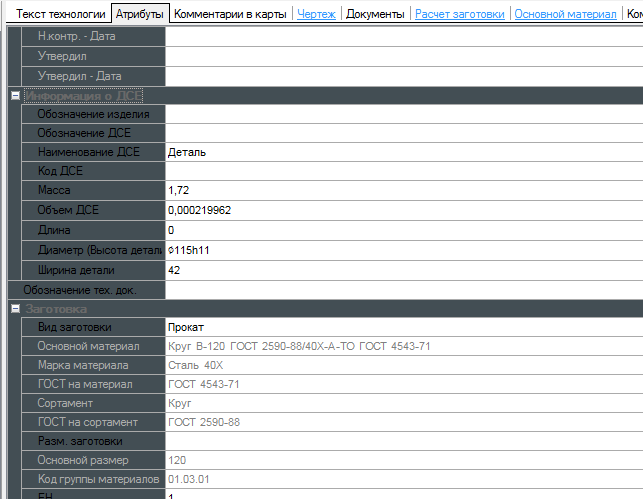 Текст технологии Атрибуты Комментарии в карты Чертеж Документы Расчет заготовки Основной материал
Н.контр. - Дата
Утвердил
Утвердил - Дата
Информация о ДСЕ
Обозначение изделия
Обозначение ДСЕ
Наименование ДСЕ Деталь
Код ДСЕ
Масса 1,72
Объем ДСЕ 0,000219962
Длина 0
Диаметр (Высота детали ⌀115h11
Ширина детали 42
Обозначение тех. док.
Заготовка
Вид заготовки Прокат
Основной материал Круг В-120 ГОСТ 2590-88/40Х-А-ТО ГОСТ 4543-71
Марка материала Сталь 40Х
ГОСТ на материал ГОСТ 4543-71
Сортамент Круг
ГОСТ на сортамент ГОСТ 2590-88
Разм. заготовки
Основной размер 120
Код группы материалов 01.03.01
ЕН 1